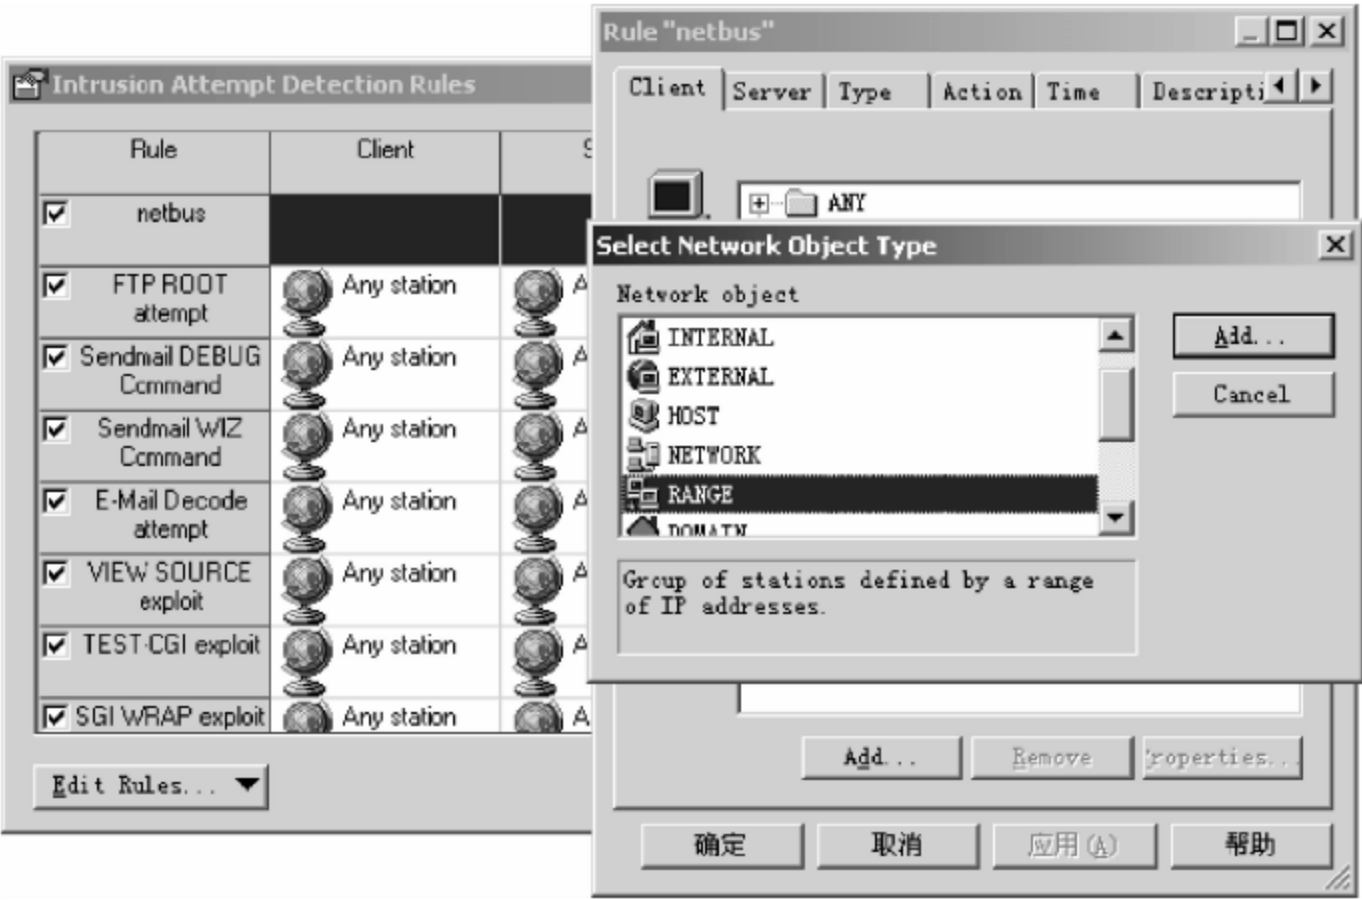 Intrusion Attempt Detection Rules
Rule
Client
netbus
FTP ROOT
attempt
Any station
Sendmail DEBUG
Command
Any station
Sendmail WIZ
Command
Any station
E-Mail Decode
attempt
Any station
VIEW SOURCE
exploit
Any station
TEST-CGI exploit
Any station
SGI WRAP exploit
Any station
Edit Rules...
Rule "netbus"
Client
Server
Type
Action
Time
Descripti
ANY
Select Network Object Type
Network object
INTERNAL
EXTERNAL
HOST
NETWORK
RANGE
DOMAIN
Add...
Cancel
Group of stations defined by a range
of IP addresses.
Add...
Remove
roperties...
确定
取消
应用(A)
帮助